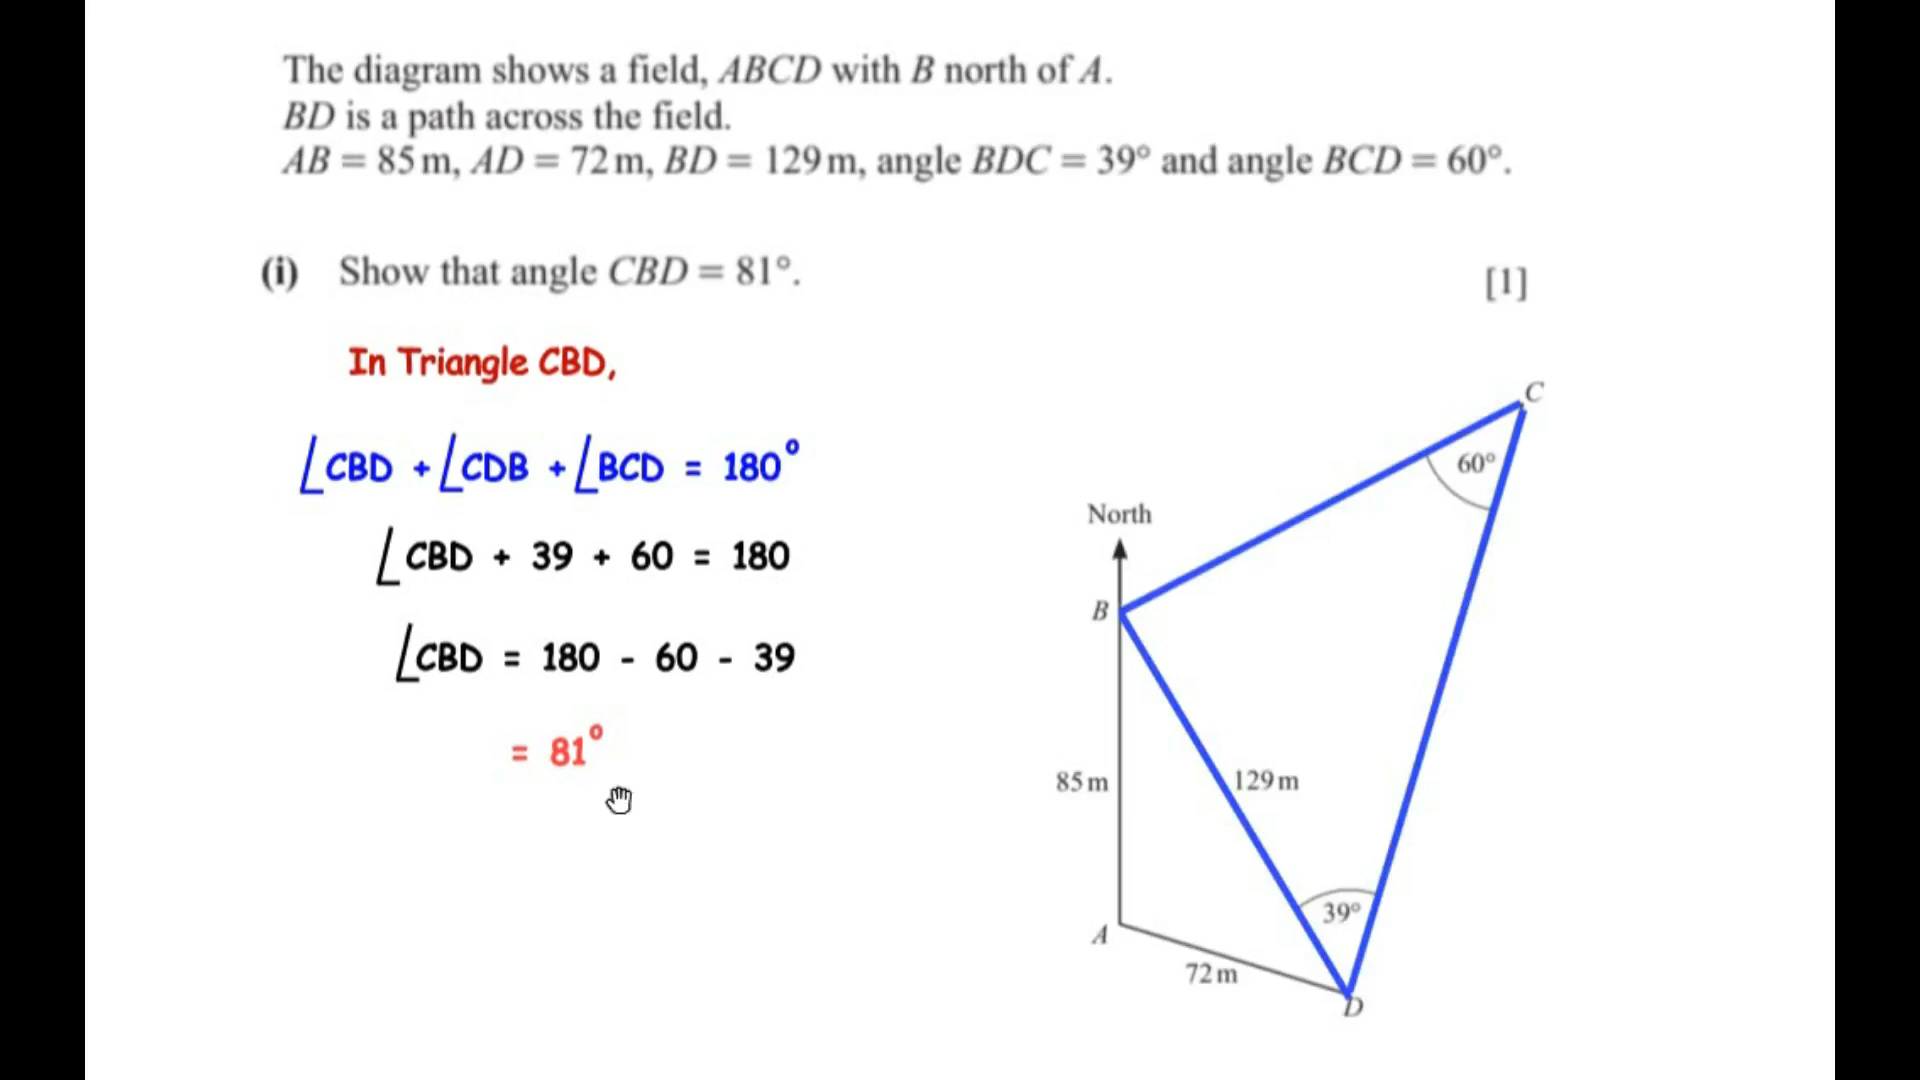 The diagram shows a field, ABCD with B north of A.
BD is a path across the field.
AB = 85 m, AD = 72 m, BD = 129 m, angle BDC = 39° and angle BCD = 60°.
(i) Show that angle CBD = 81°. [1]
In Triangle CBD,
∠CBD + ∠CDB + ∠BCD = 180°
∠CBD + 39 + 60 = 180
∠CBD = 180 - 60 - 39
= 81°
C
60°
North
B
85 m
129 m
39°
A
72 m
D